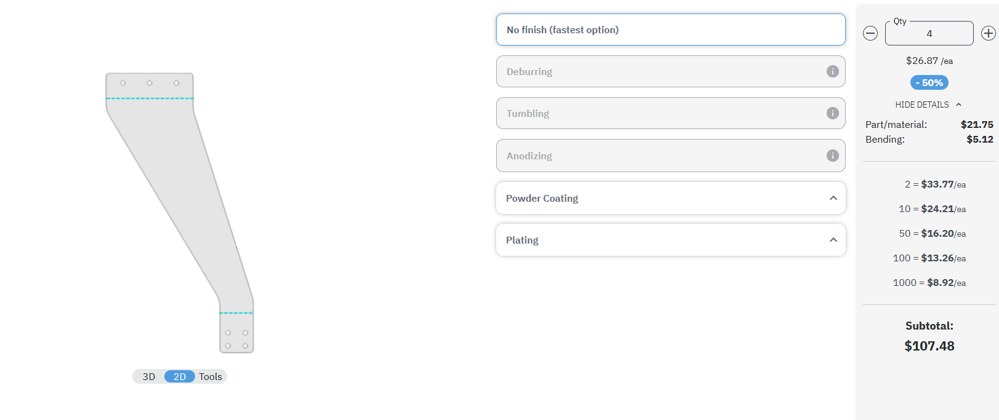 No finish (fastest option)
Deburring
Tumbling
Anodizing
Powder Coating
Plating
3D 2D Tools
Qty
4
$26.87 /ea
- 50%
HIDE DETAILS
Part/material: $21.75
Bending: $5.12
2 = $33.77/ea
10 = $24.21/ea
50 = $16.20/ea
100 = $13.26/ea
1000 = $8.92/ea
Subtotal:
$107.48